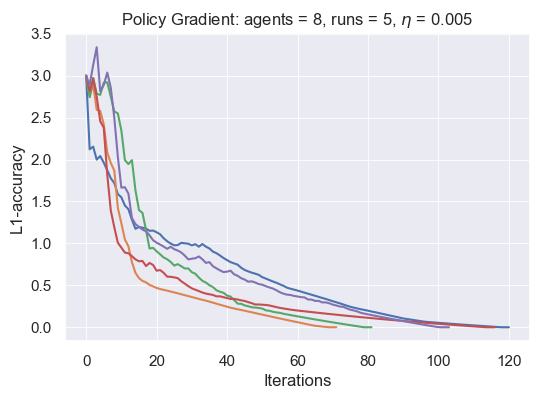 Policy Gradient: agents = 8, runs = 5, η = 0.005
L1-accuracy
3.5
3.0
2.5
2.0
1.5
1.0
0.5
0.0
0 20 40 60 80 100 120
Iterations